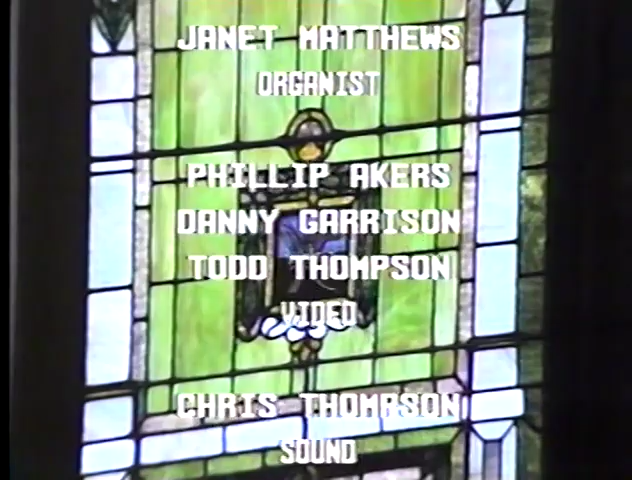 JANET MATTHEWS
ORGANIST
PHILLIP AKERS
DANNY GARRISON
TODD THOMPSON
VIDEO
CHRIS THOMPSON
SOUND